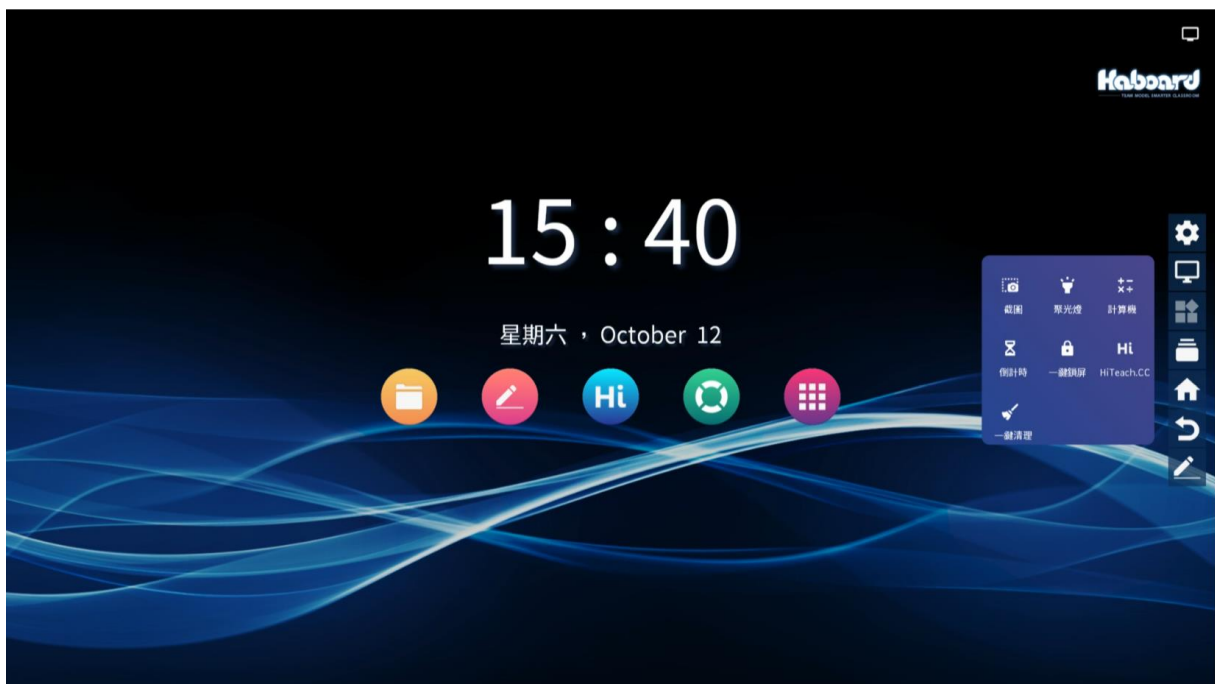 Haboard
TEAM MODEL SMARTER CLASSROOM
15 : 40
星期六 ， October 12
Hi
截圖 聚光燈 計算機
Hi
倒計時 一鍵鎖屏 HiTeach.CC
一鍵清理